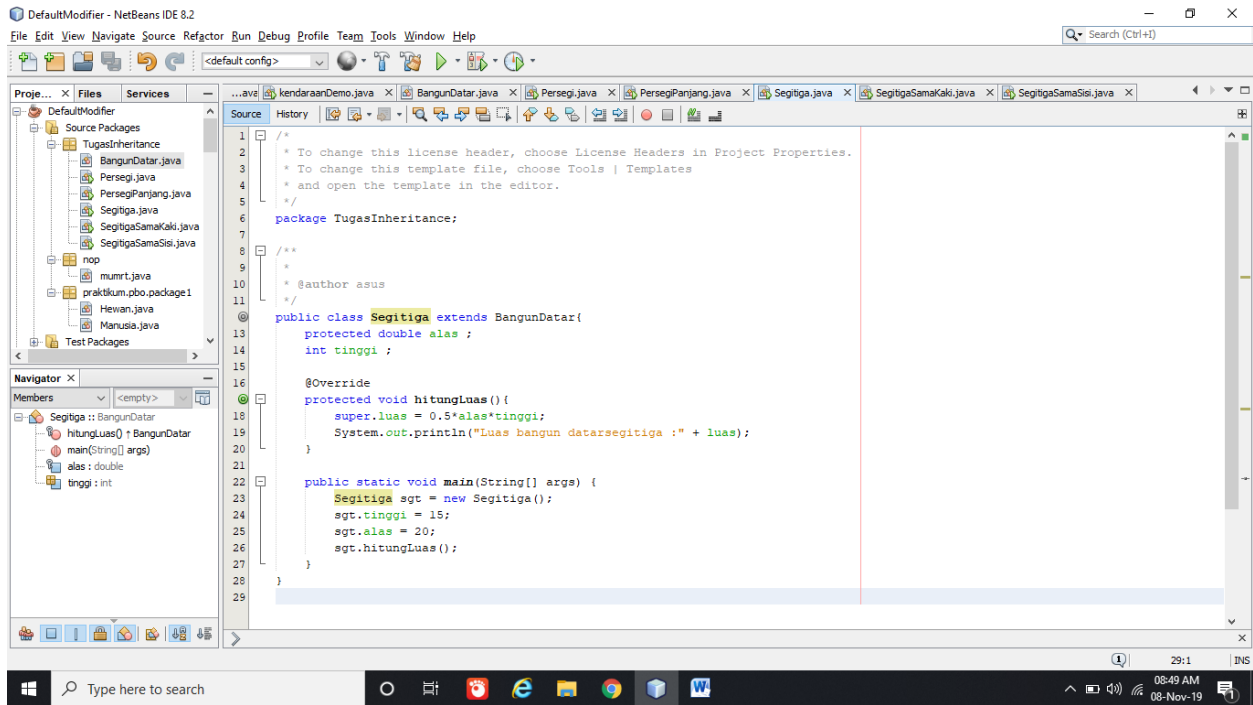 DefaultModifier - NetBeans IDE 8.2
File Edit View Navigate Source Refactor Run Debug Profile Team Tools Window Help
Search (Ctrl+I)
<default config>
Proje... Files Services
...ava kendaraanDemo.java BangunDatar.java Persegi.java PersegiPanjang.java Segitiga.java SegitigaSamaKaki.java SegitigaSamaSisi.java
Source History
DefaultModifier
Source Packages
TugasInheritance
BangunDatar.java
Persegi.java
PersegiPanjang.java
Segitiga.java
SegitigaSamaKaki.java
SegitigaSamaSisi.java
nop
mumrt.java
praktikum.pbo.package1
Hewan.java
Manusia.java
Test Packages
Navigator
Members <empty>
Segitiga :: BangunDatar
hitungLuas() ↑ BangunDatar
main(String[] args)
alas : double
tinggi : int
1 /*
2 * To change this license header, choose License Headers in Project Properties.
3 * To change this template file, choose Tools | Templates
4 * and open the template in the editor.
5 */
6 package TugasInheritance;
7
8 /**
9 *
10 * @author asus
11 */
public class Segitiga extends BangunDatar{
13 protected double alas ;
14 int tinggi ;
15
16 @Override
protected void hitungLuas(){
18 super.luas = 0.5*alas*tinggi;
19 System.out.println("Luas bangun datarsegitiga :" + luas);
20 }
21
22 public static void main(String[] args) {
23 Segitiga sgt = new Segitiga();
24 sgt.tinggi = 15;
25 sgt.alas = 20;
26 sgt.hitungLuas();
27 }
28 }
29
1 29:1 INS
Type here to search
08:49 AM
08-Nov-19
1